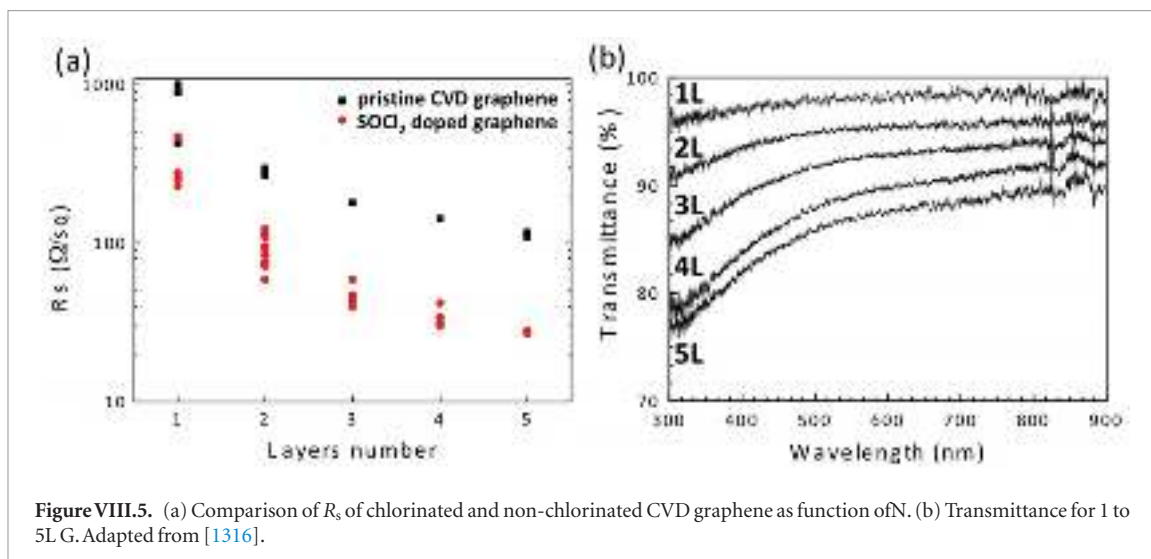 (a)
1000
100
10
Rs (Ω/sq)
pristine CVD graphene
SOCl2 doped graphene
1 2 3 4 5
Layers number
(b)
100
90
80
70
Transmittance (%)
1L
2L
3L
4L
5L
300 400 500 600 700 800 900
Wavelength (nm)
Figure VIII.5. (a) Comparison of Rs of chlorinated and non-chlorinated CVD graphene as function ofN. (b) Transmittance for 1 to
5L G. Adapted from [1316].